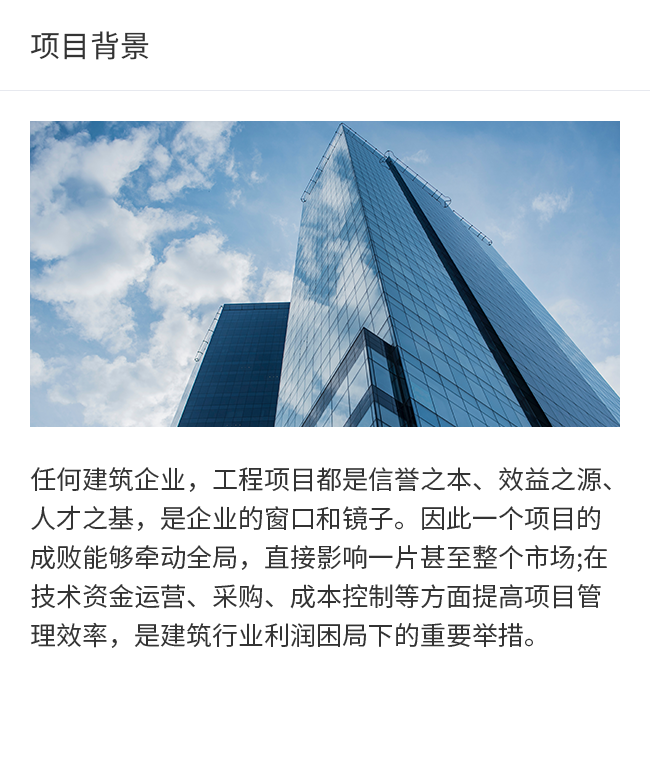 项目背景
任何建筑企业，工程项目都是信誉之本、效益之源、
人才之基，是企业的窗口和镜子。因此一个项目的
成败能够牵动全局，直接影响一片甚至整个市场;在
技术资金运营、采购、成本控制等方面提高项目管
理效率，是建筑行业利润困局下的重要举措。